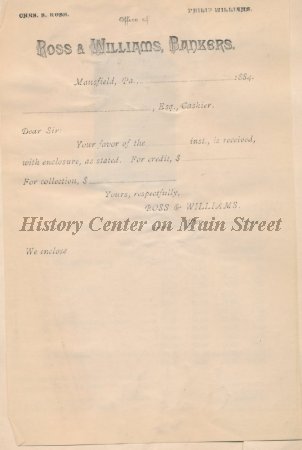 CHAS. S. ROSS. PHILIP WILLIAMS.
Office of
ROSS & WILLIAMS, BANKERS.
Mansfield, Pa., 1884.
, Esq., Cashier.
Dear Sir:
Your favor of the inst., is received,
with enclosure, as stated. For credit, $
For collection, $
Yours, respectfully,
ROSS & WILLIAMS.
History Center on Main Street
We enclose